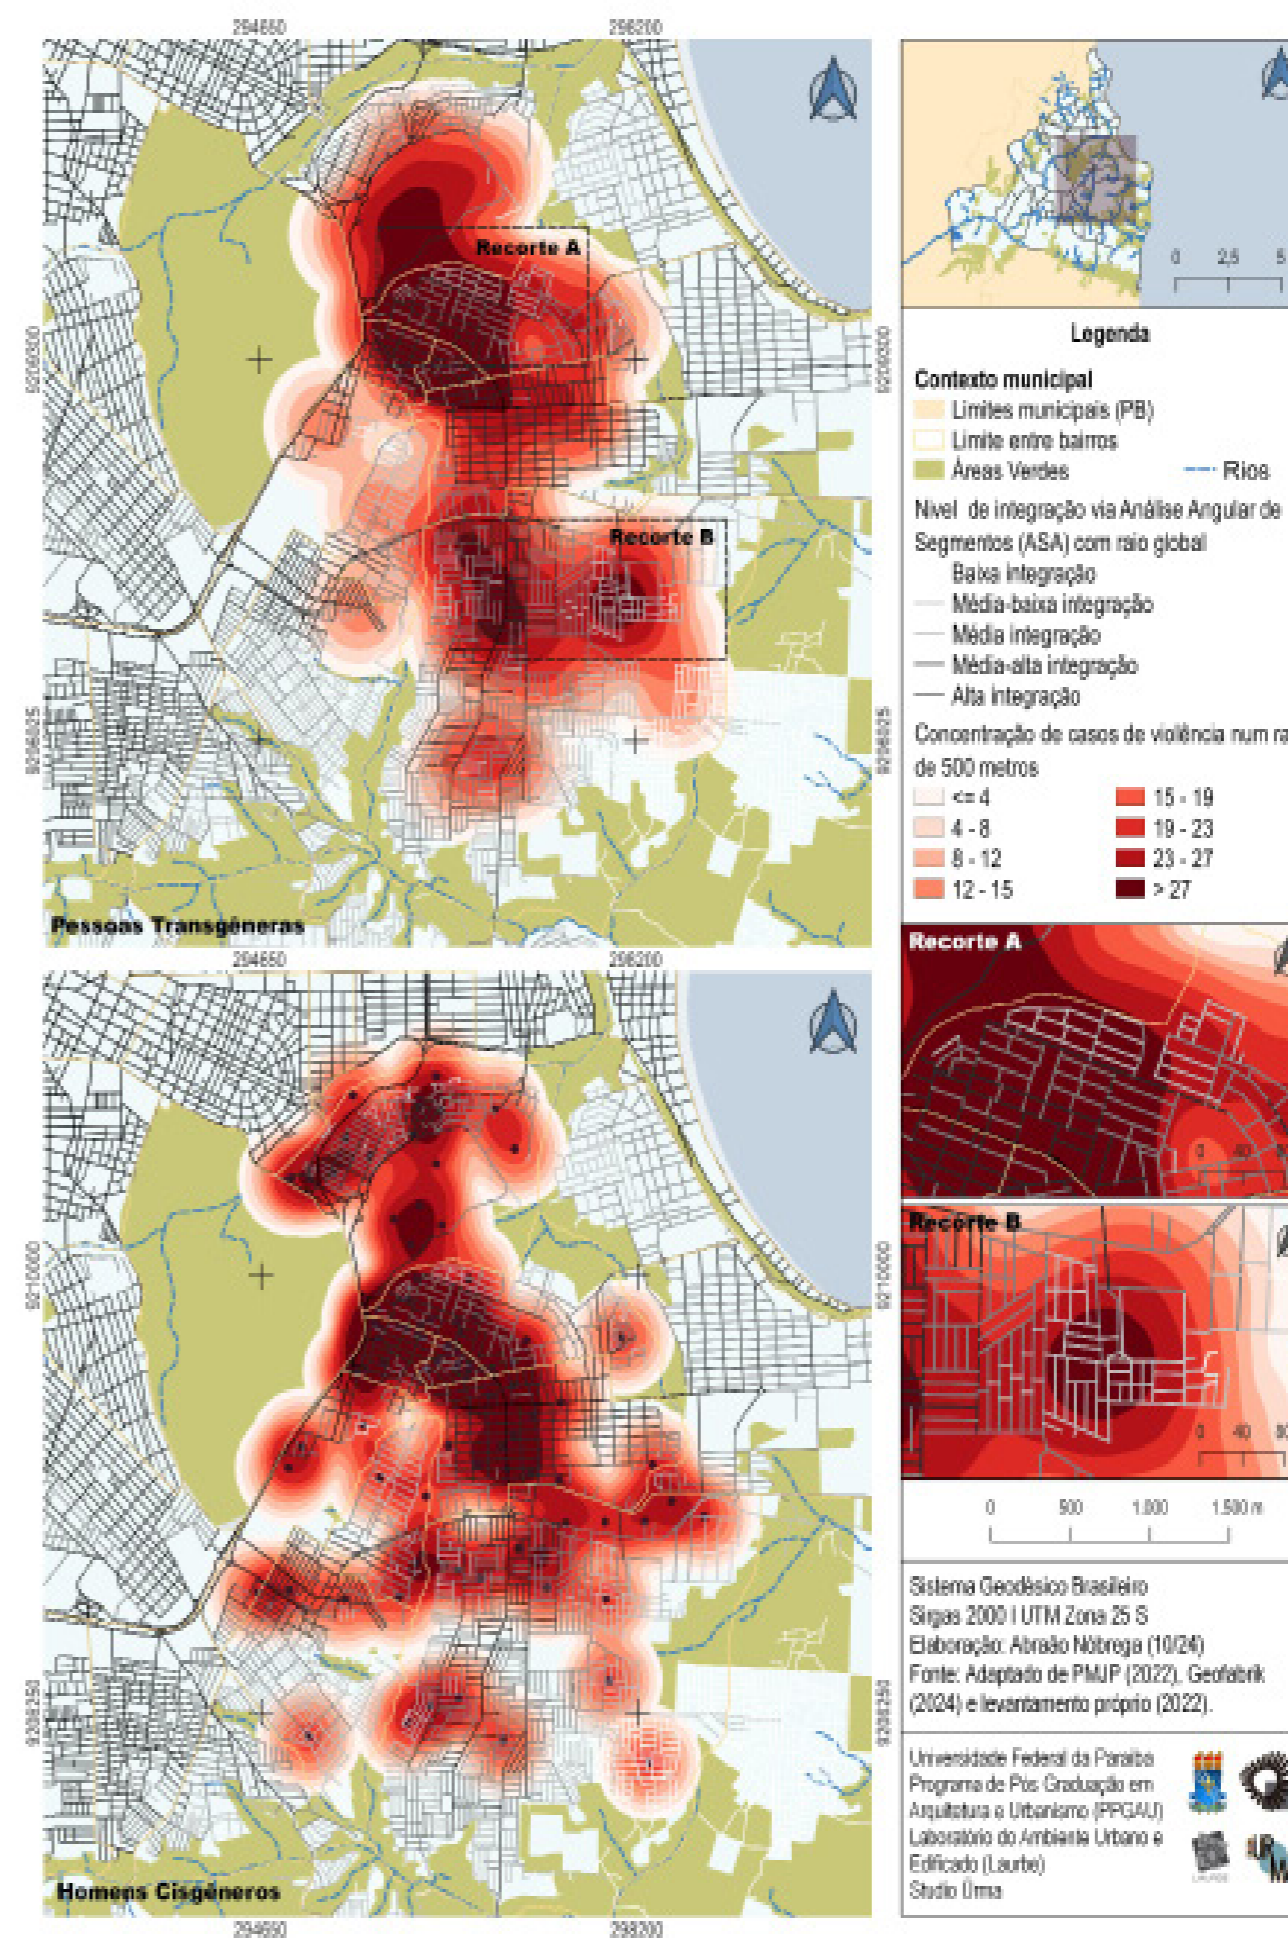 294650
298200
Recorte A
Recorte B
Pessoas Transgêneras
294650
298200
Homens Cisgêneros
294650
298200
9210000
9210000
0 2,5 5
Legenda
Contexto municipal
Limites municipais (PB)
Limite entre bairros
Áreas Verdes
Rios
Nível de integração via Análise Angular de
Segmentos (ASA) com raio global
Baixa integração
Média-baixa integração
Média integração
Média-alta integração
Alta integração
Concentração de casos de violência num ra
de 500 metros
<= 4
4 - 8
8 - 12
12 - 15
15 - 19
19 - 23
23 - 27
> 27
Recorte A
0 40
Recorte B
0 40
0 500 1.000 1.500 m
Sistema Geodésico Brasileiro
Sirgas 2000 | UTM Zona 25 S
Elaboração: Abraão Nóbrega (10/24)
Fonte: Adaptado de PMJP (2022), Geofabrik
(2024) e levantamento próprio (2022).
Universidade Federal da Paraíba
Programa de Pós Graduação em
Arquitetura e Urbanismo (PPGAU)
Laboratório do Ambiente Urbano e
Edificado (Laurbe)
Studio Urma